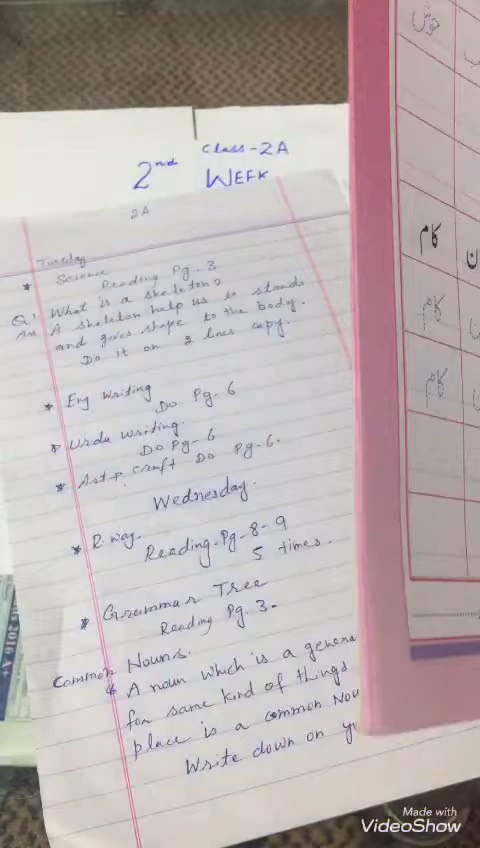 Class-2A
2nd WEEK
2A
Tuesday
* Science
Reading Pg-3
Q1 What is a skeleton?
Ans A skeleton help us to stands
and gives shape to the body.
Do it on 2 lines copy.
* Eng Writing
Do Pg-6
* Urdu Writing.
Do Pg-6
* Art & Craft Do Pg-6.
Wednesday.
* R. way.
Reading-Pg-8-9
5 times.
* Grammar Tree
Reading Pg 3.
Common Nouns.
A noun which is a genera
for same kind of things
place is a common Nou
Write down on y
خوش
کام
ن
کام
کام
2016 A+
Made with
VideoShow